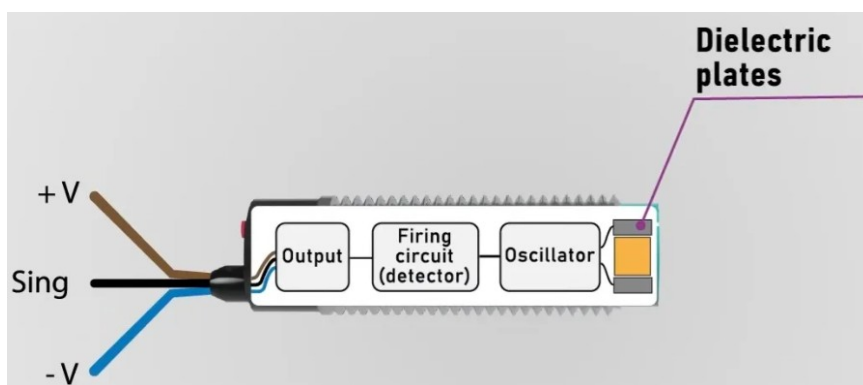 Dielectric
plates
+ V
Sing
- V
Output
Firing
circuit
(detector)
Oscillator